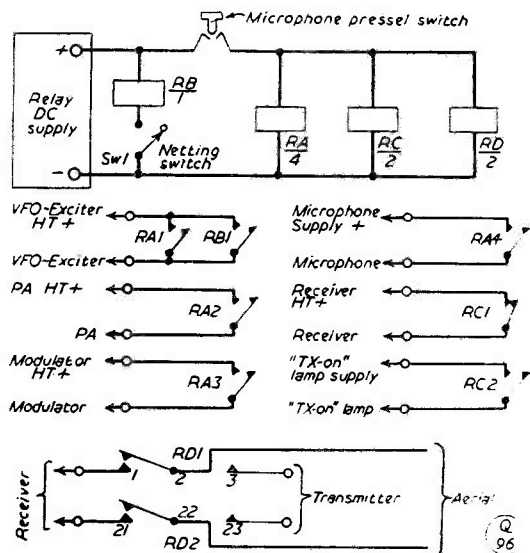 Microphone pressel switch
+
RB
1
Relay
DC
supply
Sw1
Netting
switch
RA
4
RC
2
RD
2
-
VFO-Exciter
HT+
RA1
RB1
VFO-Exciter
PA HT+
RA2
PA
Modulator
HT+
RA3
Modulator
Microphone
Supply +
RA4
Microphone
Receiver
HT+
RC1
Receiver
"TX-on"
lamp supply
RC2
"TX-on" lamp
Receiver
1
RD1
2
3
Transmitter
Aerial
21
22
RD2
23
Q
96